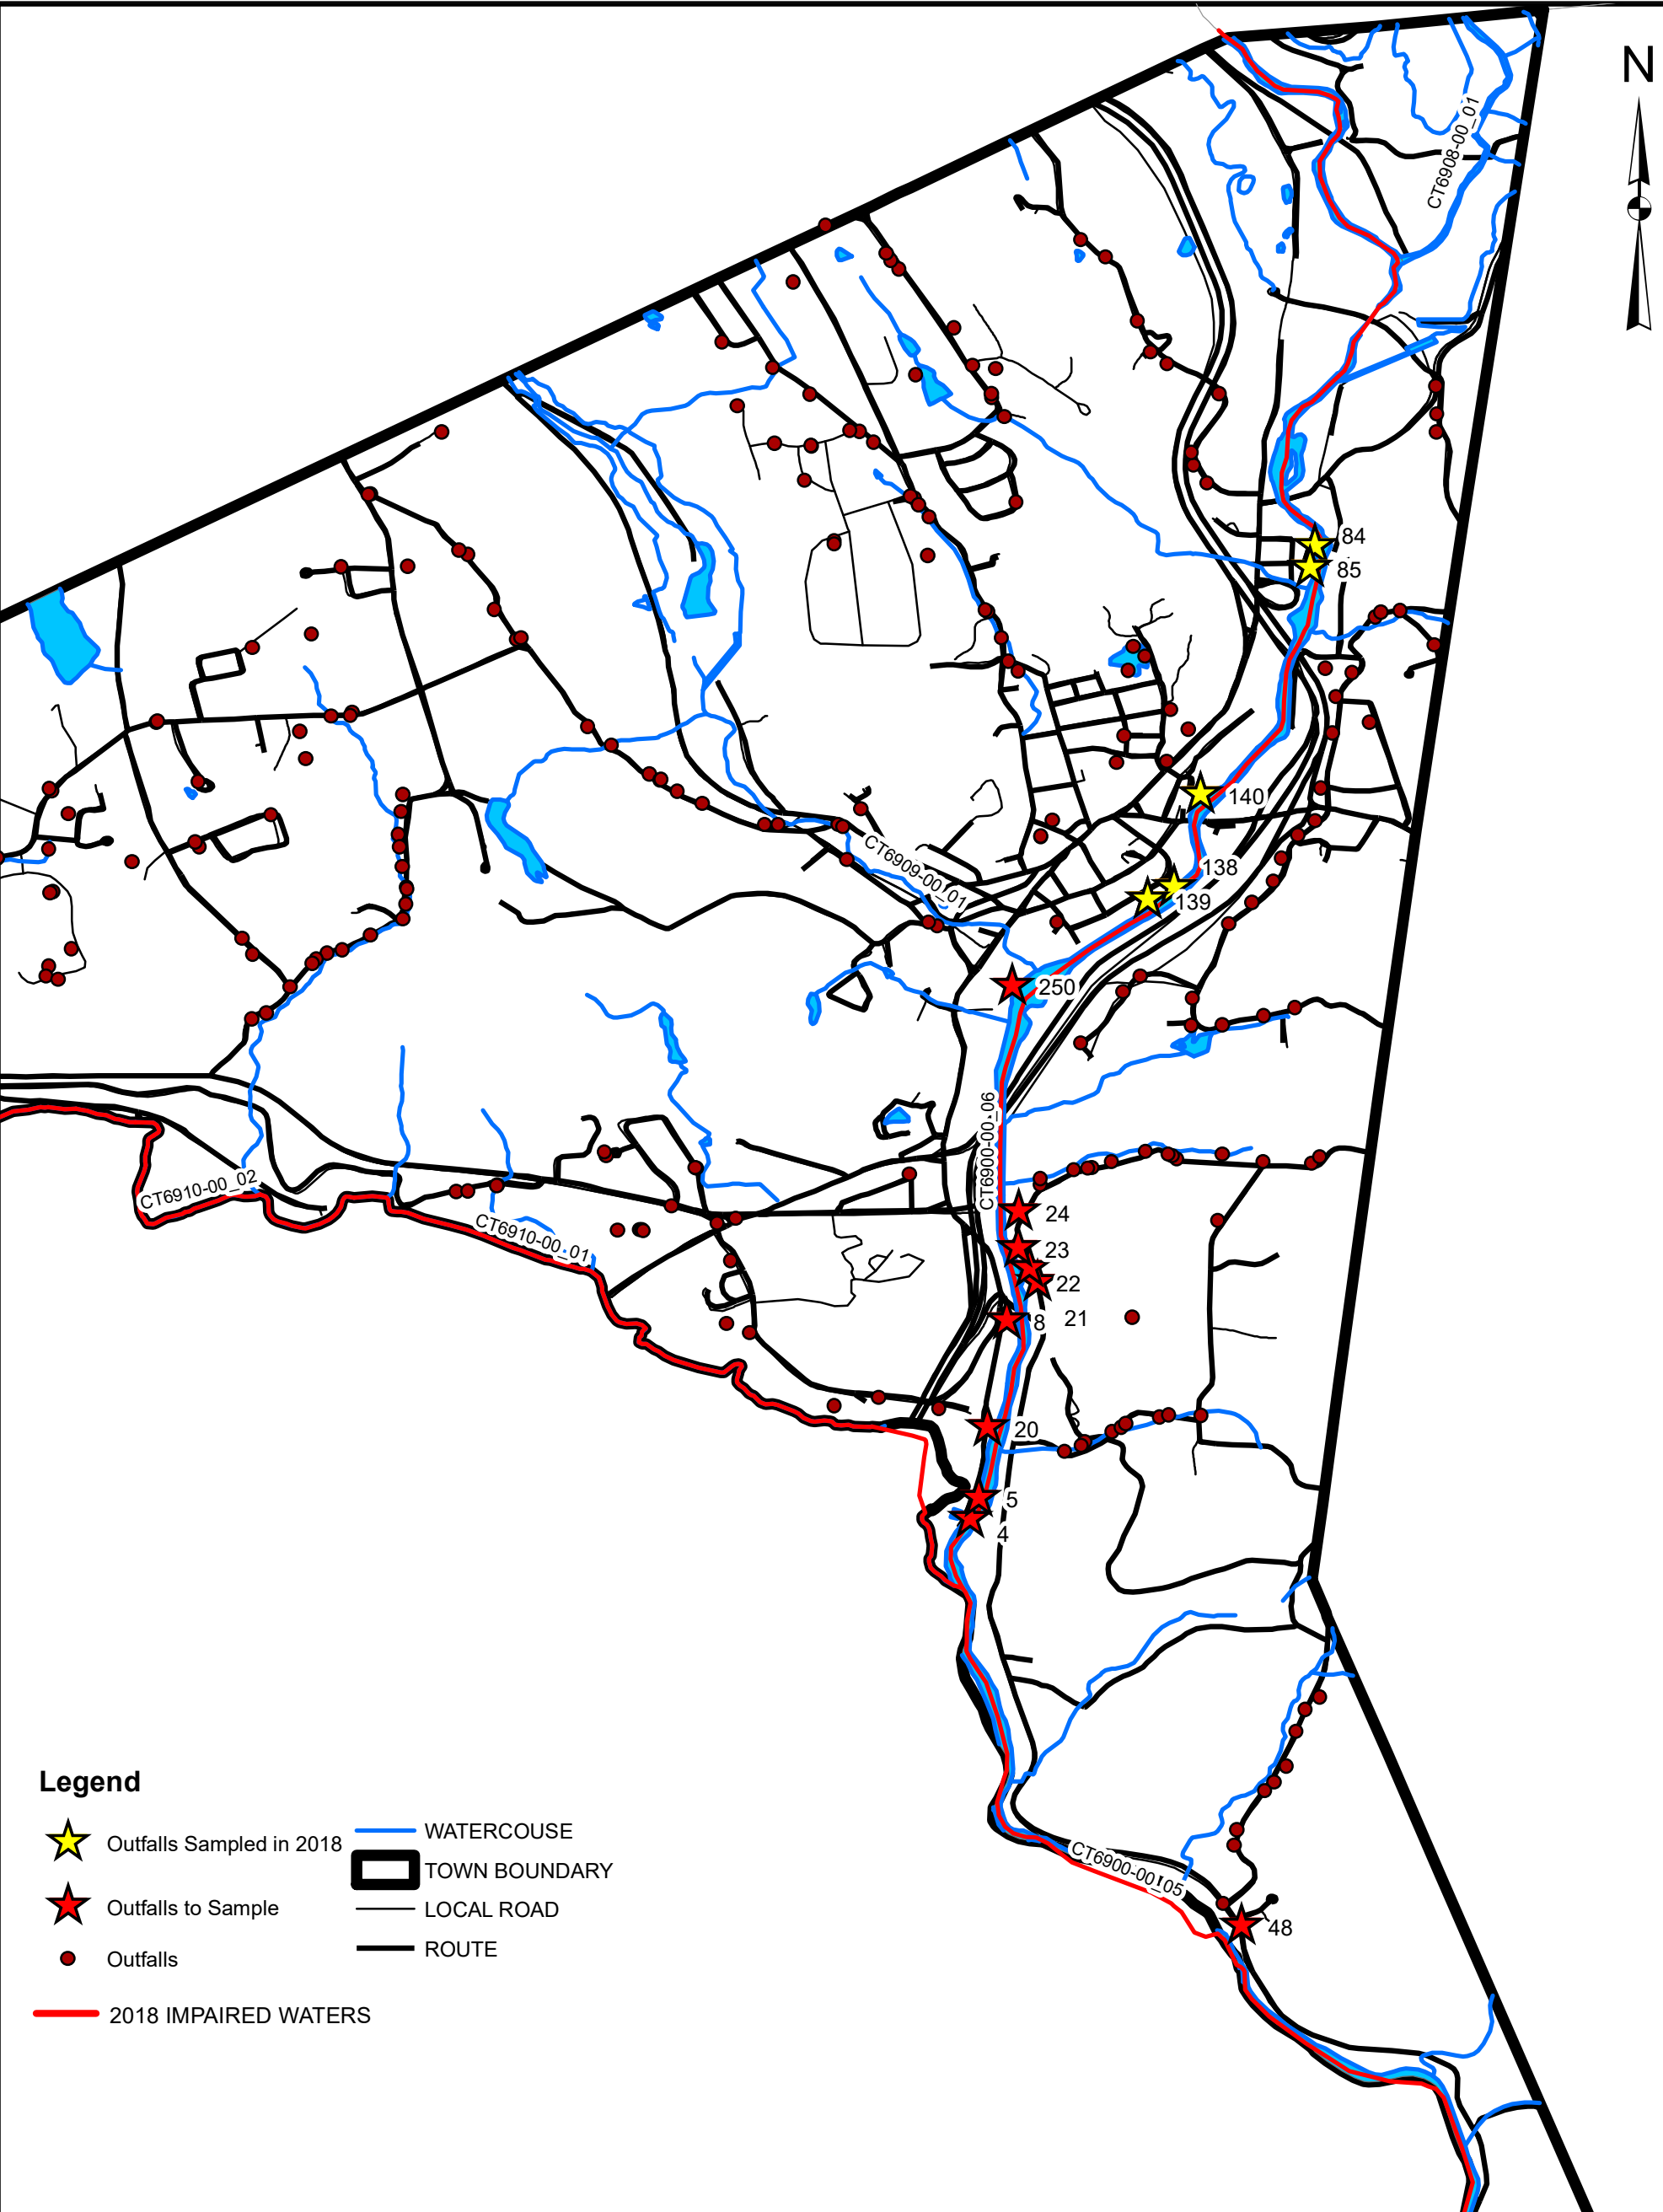 N
CT6908-00_01
84
85
140
138
139
CT6909-00_01
250
CT6900-00_06
CT6910-00_02
24
CT6910-00_01
23
22
21
8
20
5
4
CT6900-00_05
48
Legend
Outfalls Sampled in 2018
Outfalls to Sample
Outfalls
2018 IMPAIRED WATERS
WATERCOUSE
TOWN BOUNDARY
LOCAL ROAD
ROUTE